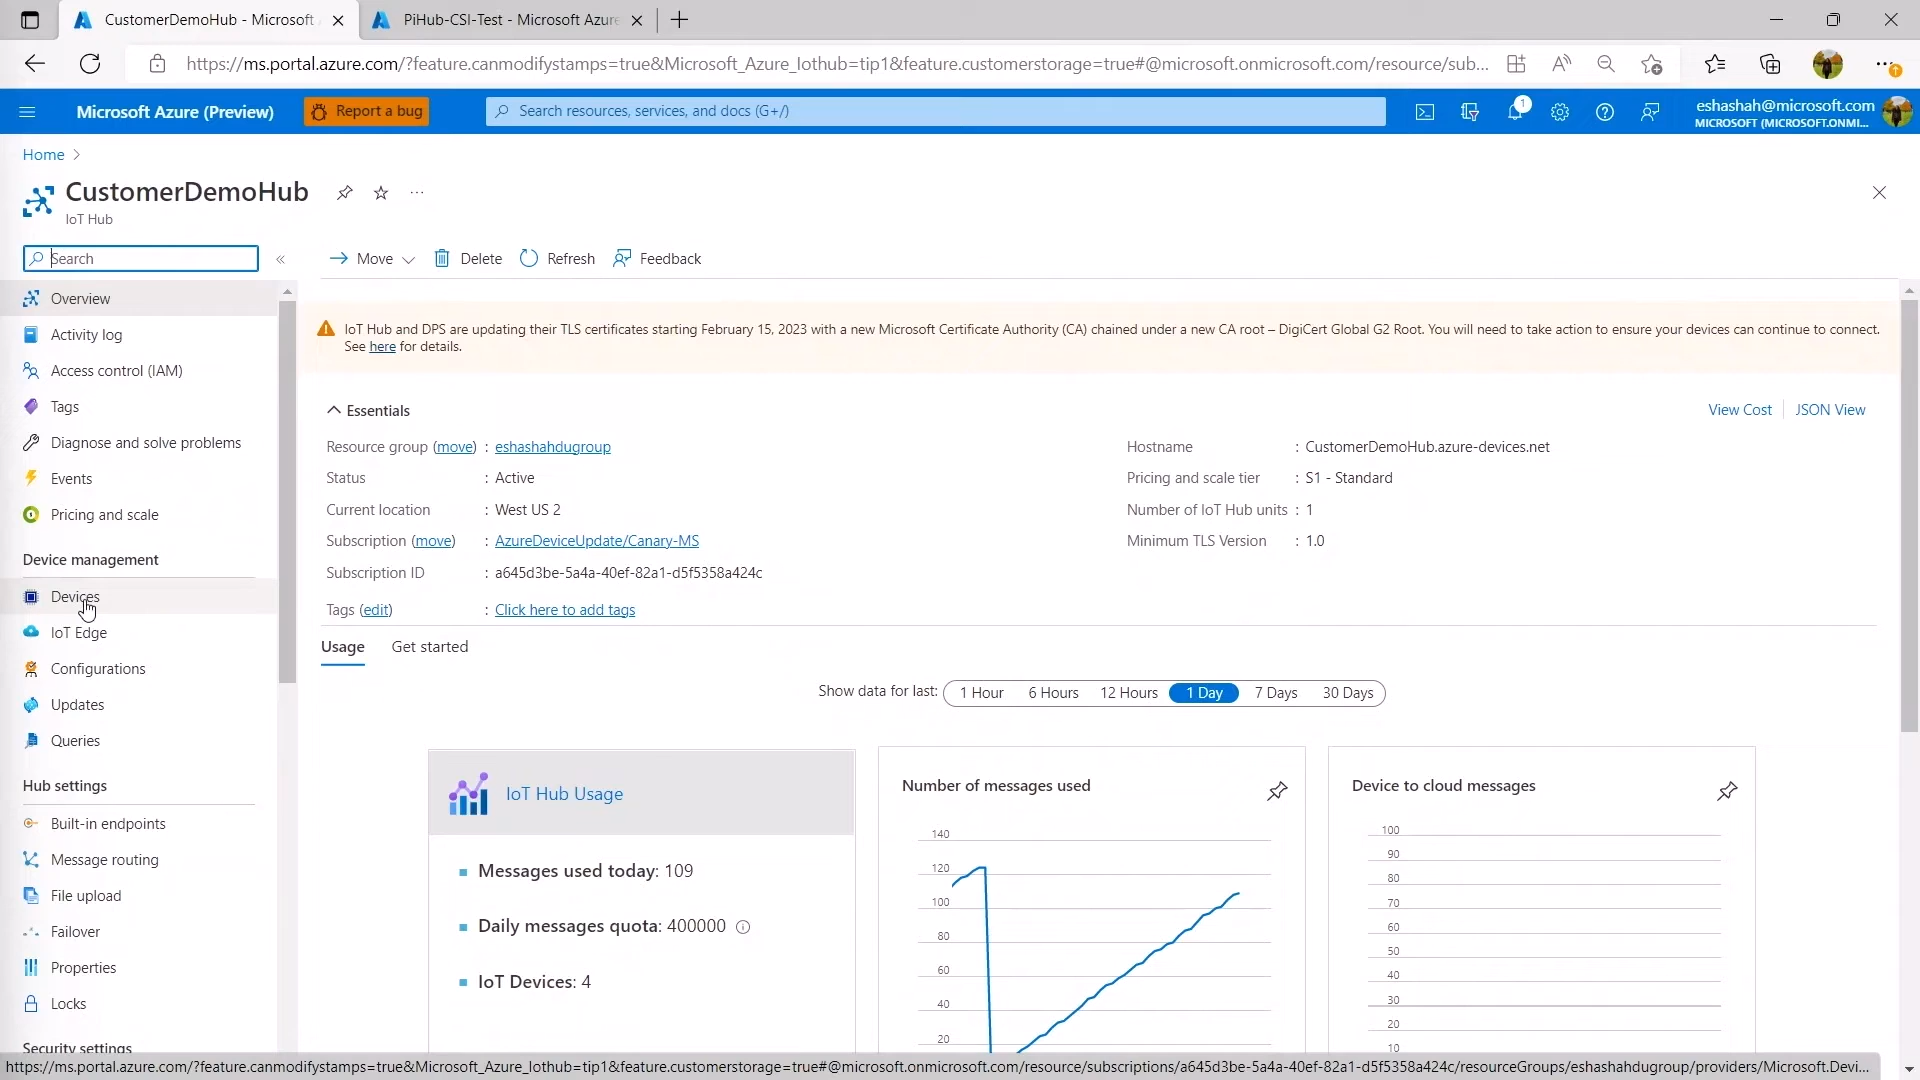 CustomerDemoHub - Microsoft
PiHub-CSI-Test - Microsoft Azure
https://ms.portal.azure.com/?feature.canmodifystamps=true&Microsoft_Azure_Iothub=tip1&feature.customerstorage=true#@microsoft.onmicrosoft.com/resource/sub...
Microsoft Azure (Preview)
Report a bug
Search resources, services, and docs (G+/)
1
eshashah@microsoft.com
MICROSOFT (MICROSOFT.ONMI...
Home
CustomerDemoHub
IoT Hub
Search
Move
Delete
Refresh
Feedback
Overview
Activity log
Access control (IAM)
Tags
Diagnose and solve problems
Events
Pricing and scale
Device management
Devices
IoT Edge
Configurations
Updates
Queries
Hub settings
Built-in endpoints
Message routing
File upload
Failover
Properties
Locks
Security settings
IoT Hub and DPS are updating their TLS certificates starting February 15, 2023 with a new Microsoft Certificate Authority (CA) chained under a new CA root – DigiCert Global G2 Root. You will need to take action to ensure your devices can continue to connect.
See here for details.
Essentials
View Cost
JSON View
Resource group (move) : eshashahdugroup
Status : Active
Current location : West US 2
Subscription (move) : AzureDeviceUpdate/Canary-MS
Subscription ID : a645d3be-5a4a-40ef-82a1-d5f5358a424c
Tags (edit) : Click here to add tags
Hostname : CustomerDemoHub.azure-devices.net
Pricing and scale tier : S1 - Standard
Number of IoT Hub units : 1
Minimum TLS Version : 1.0
Usage
Get started
Show data for last: 1 Hour 6 Hours 12 Hours 1 Day 7 Days 30 Days
IoT Hub Usage
Messages used today: 109
Daily messages quota: 400000
IoT Devices: 4
Number of messages used
140
120
100
80
60
40
20
Device to cloud messages
100
90
80
70
60
50
40
30
20
10
https://ms.portal.azure.com/?feature.canmodifystamps=true&Microsoft_Azure_Iothub=tip1&feature.customerstorage=true#@microsoft.onmicrosoft.com/resource/subscriptions/a645d3be-5a4a-40ef-82a1-d5f5358a424c/resourceGroups/eshashahdugroup/providers/Microsoft.Devi...